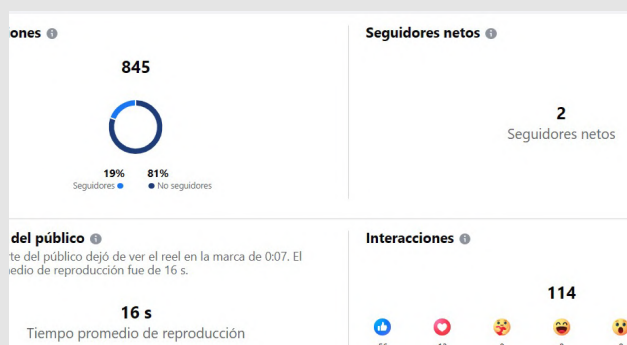 ones
845
19% 81%
Seguidores No seguidores
Seguidores netos
2
Seguidores netos
del público
te del público dejó de ver el reel en la marca de 0:07. El
edio de reproducción fue de 16 s.
16 s
Tiempo promedio de reproducción
Interacciones
114